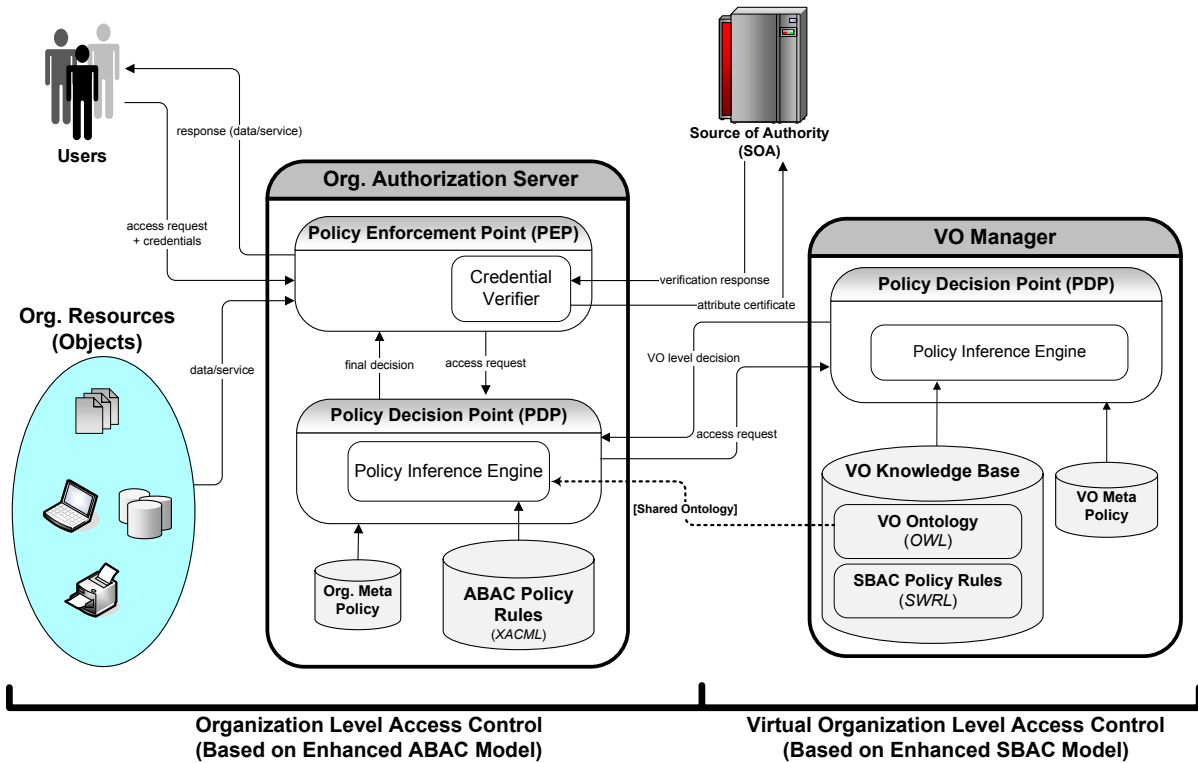 Users
response (data/service)
access request
+ credentials
Source of Authority
(SOA)
Org. Authorization Server
Policy Enforcement Point (PEP)
Credential
Verifier
verification response
attribute certificate
Org. Resources
(Objects)
data/service
final decision
access request
Policy Decision Point (PDP)
Policy Inference Engine
Org. Meta
Policy
ABAC Policy
Rules
(XACML)
VO level decision
access request
[Shared Ontology]
VO Manager
Policy Decision Point (PDP)
Policy Inference Engine
VO Knowledge Base
VO Ontology
(OWL)
SBAC Policy Rules
(SWRL)
VO Meta
Policy
Organization Level Access Control
(Based on Enhanced ABAC Model)
Virtual Organization Level Access Control
(Based on Enhanced SBAC Model)